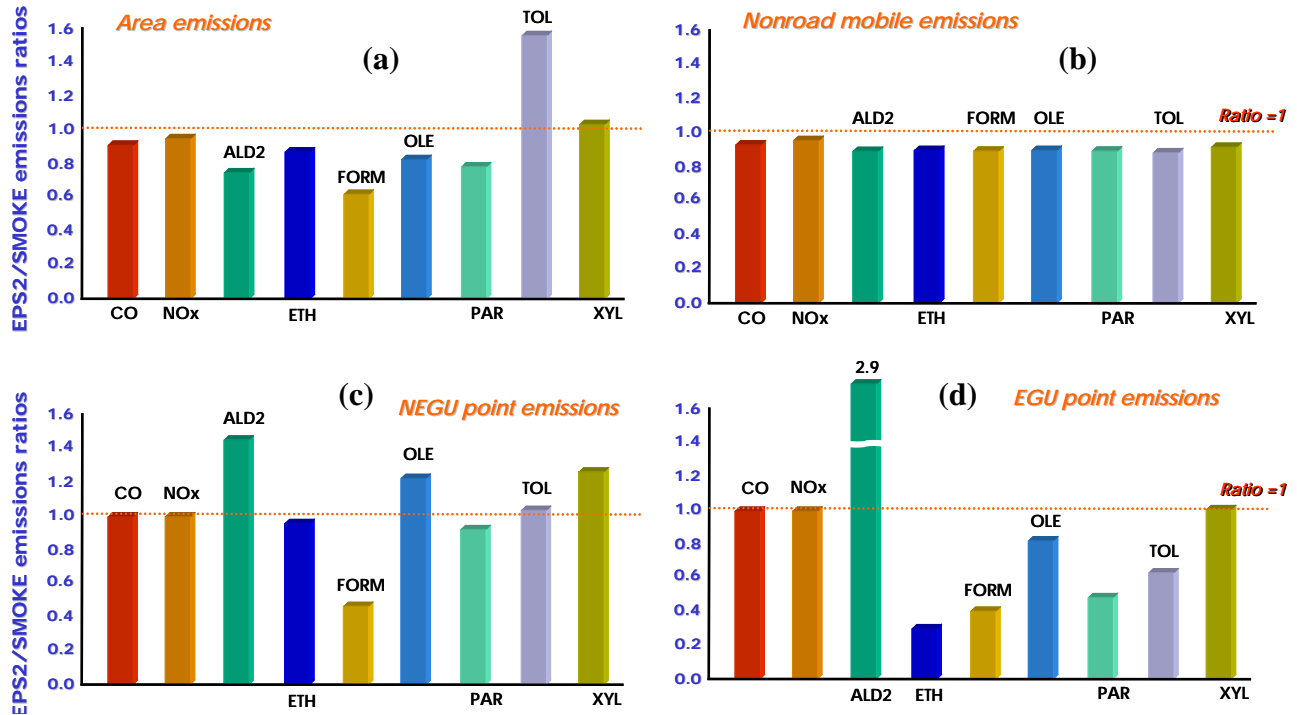 Area emissions
(a)
EPS2/SMOKE emissions ratios
1.6
1.4
1.2
1.0
0.8
0.6
0.4
0.2
0.0
TOL
ALD2
FORM
OLE
CO
NOx
ETH
PAR
XYL
Nonroad mobile emissions
(b)
1.6
1.4
1.2
1.0
0.8
0.6
0.4
0.2
0.0
Ratio =1
ALD2
FORM
OLE
TOL
CO
NOx
ETH
PAR
XYL
(c)
NEGU point emissions
EPS2/SMOKE emissions ratios
1.6
1.4
1.2
1.0
0.8
0.6
0.4
0.2
0.0
ALD2
OLE
CO
NOx
TOL
FORM
ETH
PAR
XYL
2.9
(d)
EGU point emissions
1.6
1.4
1.2
1.0
0.8
0.6
0.4
0.2
0.0
CO
NOx
Ratio =1
OLE
TOL
FORM
ALD2
ETH
PAR
XYL